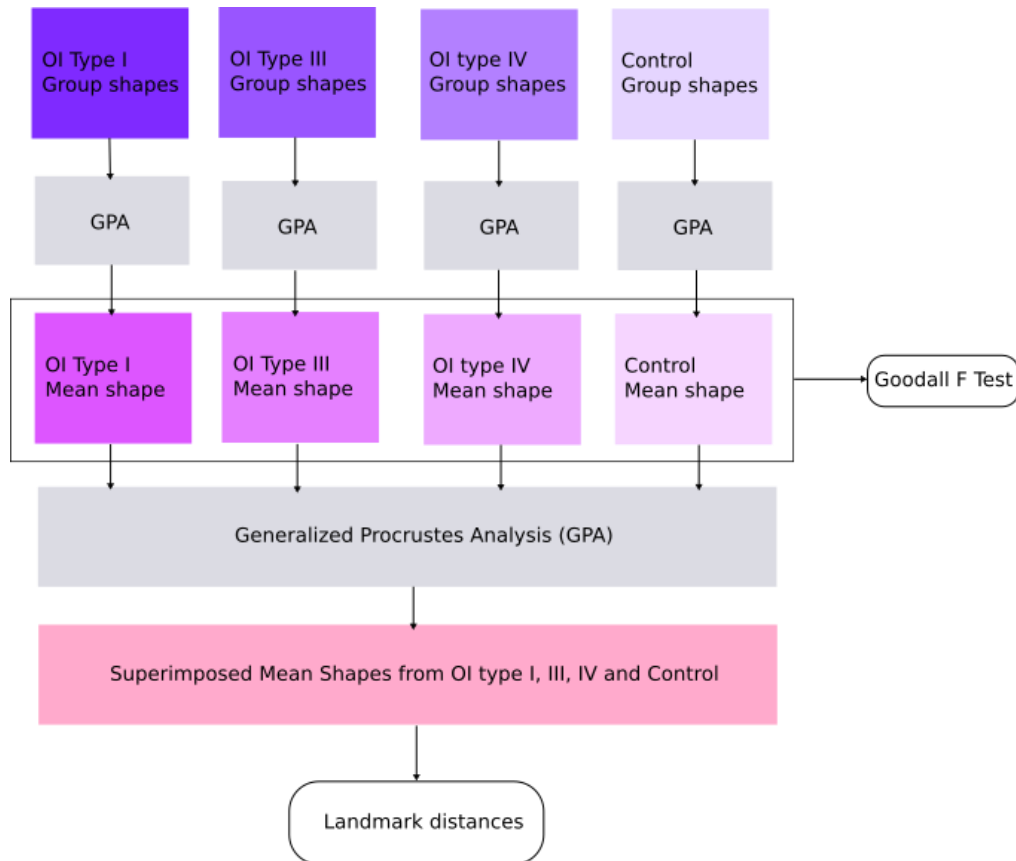 OI Type I
Group shapes
OI Type III
Group shapes
OI type IV
Group shapes
Control
Group shapes
GPA
GPA
GPA
GPA
OI Type I
Mean shape
OI Type III
Mean shape
OI type IV
Mean shape
Control
Mean shape
Goodall F Test
Generalized Procrustes Analysis (GPA)
Superimposed Mean Shapes from OI type I, III, IV and Control
Landmark distances